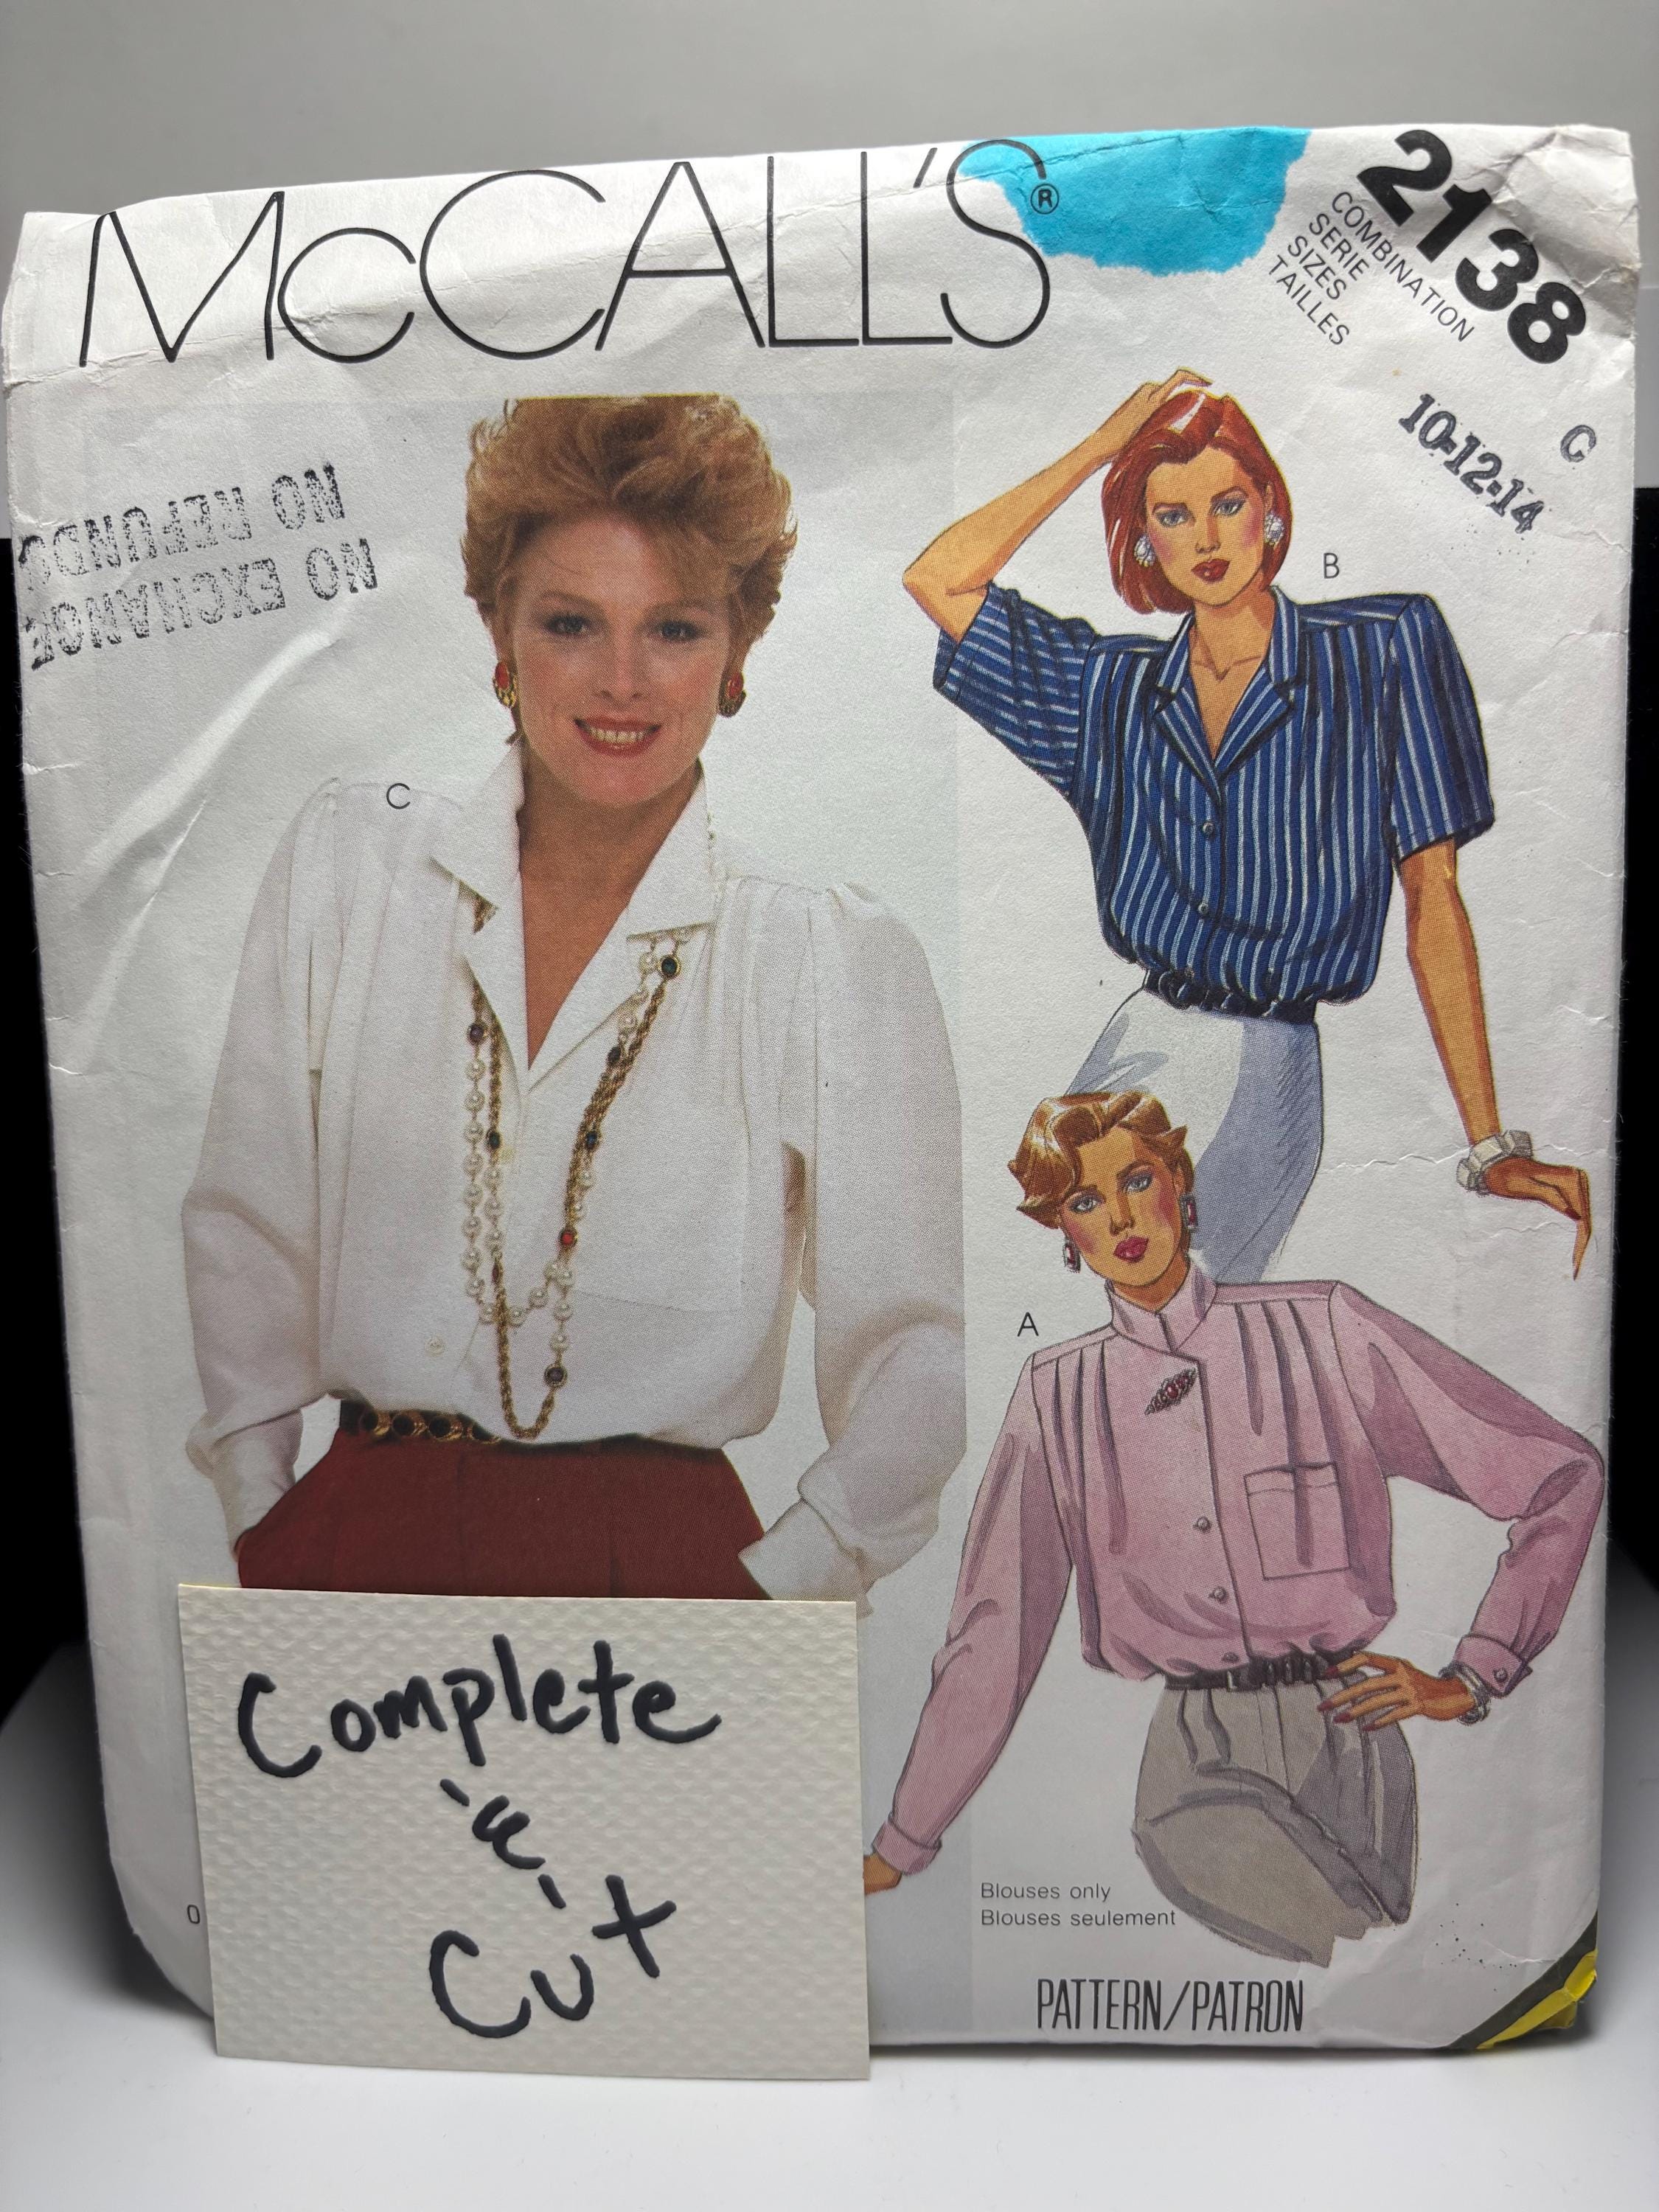 McCALL'S®
2138
COMBINATION
SERIE
SIZES
TAILLES
C
10-12-14
NO REFUNDS
NO EXCHANGE
B
C
A
Blouses only
Blouses seulement
PATTERN/PATRON
0
Complete
&
Cut